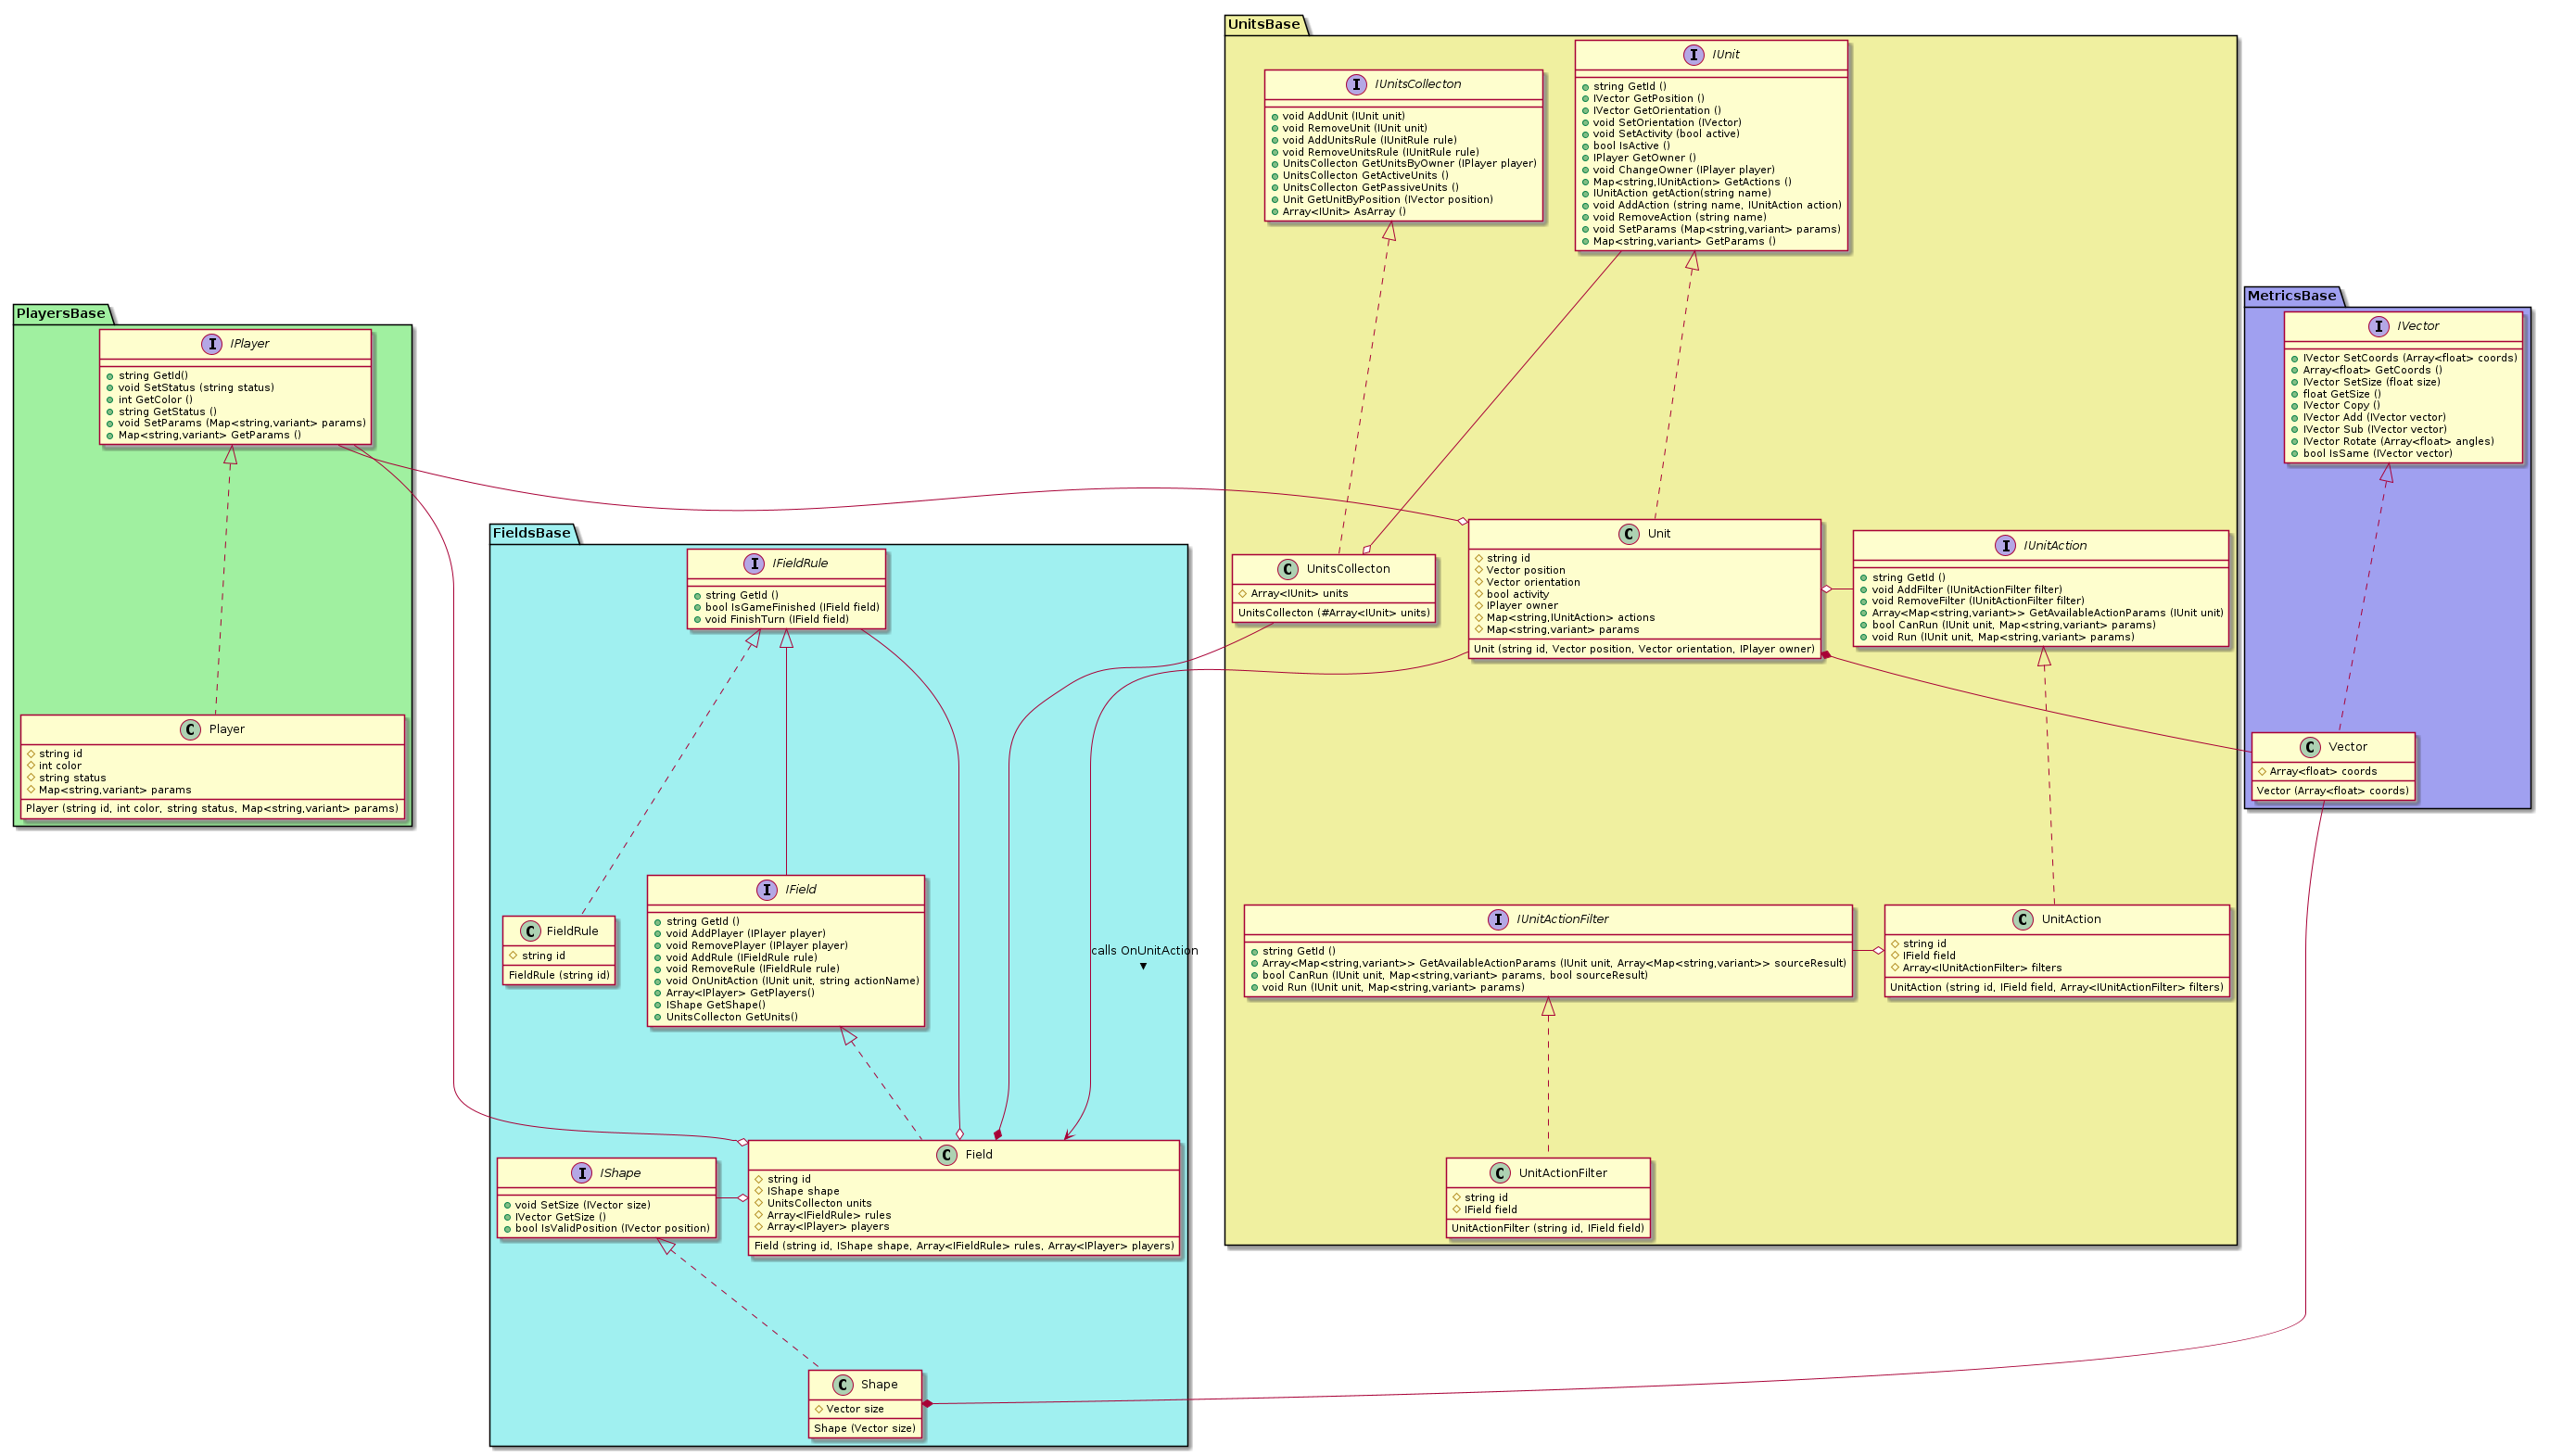 UnitsBase
IUnit
string GetId ()
IVector GetPosition ()
IVector GetOrientation ()
void SetOrientation (IVector)
void SetActivity (bool active)
bool IsActive ()
IPlayer GetOwner ()
void ChangeOwner (IPlayer player)
Map<string,IUnitAction> GetActions ()
IUnitAction getAction(string name)
void AddAction (string name, IUnitAction action)
void RemoveAction (string name)
void SetParams (Map<string,variant> params)
Map<string,variant> GetParams ()
IUnitsCollecton
void AddUnit (IUnit unit)
void RemoveUnit (IUnit unit)
void AddUnitsRule (IUnitRule rule)
void RemoveUnitsRule (IUnitRule rule)
UnitsCollecton GetUnitsByOwner (IPlayer player)
UnitsCollecton GetActiveUnits ()
UnitsCollecton GetPassiveUnits ()
Unit GetUnitByPosition (IVector position)
Array<IUnit> AsArray ()
MetricsBase
IVector
IVector SetCoords (Array<float> coords)
Array<float> GetCoords ()
IVector SetSize (float size)
float GetSize ()
IVector Copy ()
IVector Add (IVector vector)
IVector Sub (IVector vector)
IVector Rotate (Array<float> angles)
bool IsSame (IVector vector)
PlayersBase
IPlayer
string GetId()
void SetStatus (string status)
int GetColor ()
string GetStatus ()
void SetParams (Map<string,variant> params)
Map<string,variant> GetParams ()
FieldsBase
IFieldRule
string GetId ()
bool IsGameFinished (IField field)
void FinishTurn (IField field)
UnitsCollecton
Array<IUnit> units
UnitsCollecton (#Array<IUnit> units)
Unit
string id
Vector position
Vector orientation
bool activity
IPlayer owner
Map<string,IUnitAction> actions
Map<string,variant> params
Unit (string id, Vector position, Vector orientation, IPlayer owner)
IUnitAction
string GetId ()
void AddFilter (IUnitActionFilter filter)
void RemoveFilter (IUnitActionFilter filter)
Array<Map<string,variant>> GetAvailableActionParams (IUnit unit)
bool CanRun (IUnit unit, Map<string,variant> params)
void Run (IUnit unit, Map<string,variant> params)
Player
string id
int color
string status
Map<string,variant> params
Player (string id, int color, string status, Map<string,variant> params)
Vector
Array<float> coords
Vector (Array<float> coords)
FieldRule
string id
FieldRule (string id)
IField
string GetId ()
void AddPlayer (IPlayer player)
void RemovePlayer (IPlayer player)
void AddRule (IFieldRule rule)
void RemoveRule (IFieldRule rule)
void OnUnitAction (IUnit unit, string actionName)
Array<IPlayer> GetPlayers()
IShape GetShape()
UnitsCollecton GetUnits()
calls OnUnitAction
IUnitActionFilter
string GetId ()
Array<Map<string,variant>> GetAvailableActionParams (IUnit unit, Array<Map<string,variant>> sourceResult)
bool CanRun (IUnit unit, Map<string,variant> params, bool sourceResult)
void Run (IUnit unit, Map<string,variant> params)
UnitAction
string id
IField field
Array<IUnitActionFilter> filters
UnitAction (string id, IField field, Array<IUnitActionFilter> filters)
IShape
void SetSize (IVector size)
IVector GetSize ()
bool IsValidPosition (IVector position)
Field
string id
IShape shape
UnitsCollecton units
Array<IFieldRule> rules
Array<IPlayer> players
Field (string id, IShape shape, Array<IFieldRule> rules, Array<IPlayer> players)
UnitActionFilter
string id
IField field
UnitActionFilter (string id, IField field)
Shape
Vector size
Shape (Vector size)